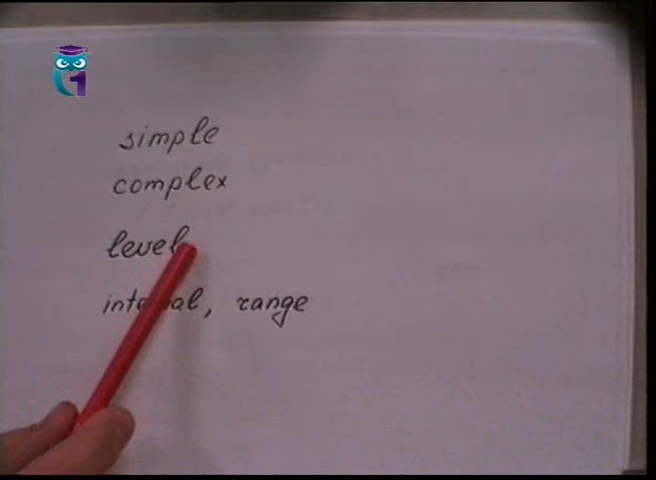 simple
complex
level
interval, range